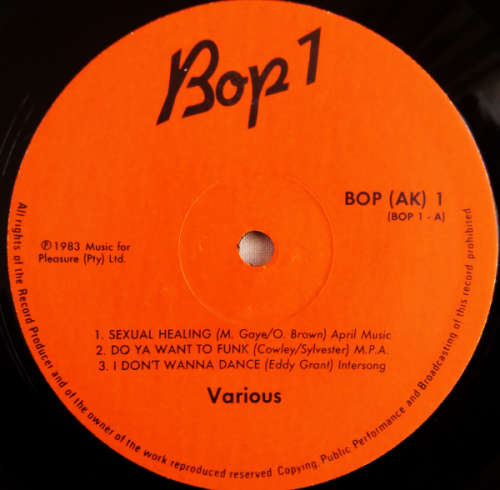 Bop 1
BOP (AK) 1
(BOP 1 - A)
℗ 1983 Music for
Pleasure (Pty) Ltd.
1. SEXUAL HEALING (M. Gaye/O. Brown) April Music
2. DO YA WANT TO FUNK (Cowley/Sylvester) M.P.A.
3. I DON'T WANNA DANCE (Eddy Grant) Intersong
Various
All rights of the Record Producer and of the owner of the work reproduced reserved. Copying, Public Performance and Broadcasting of this record prohibited